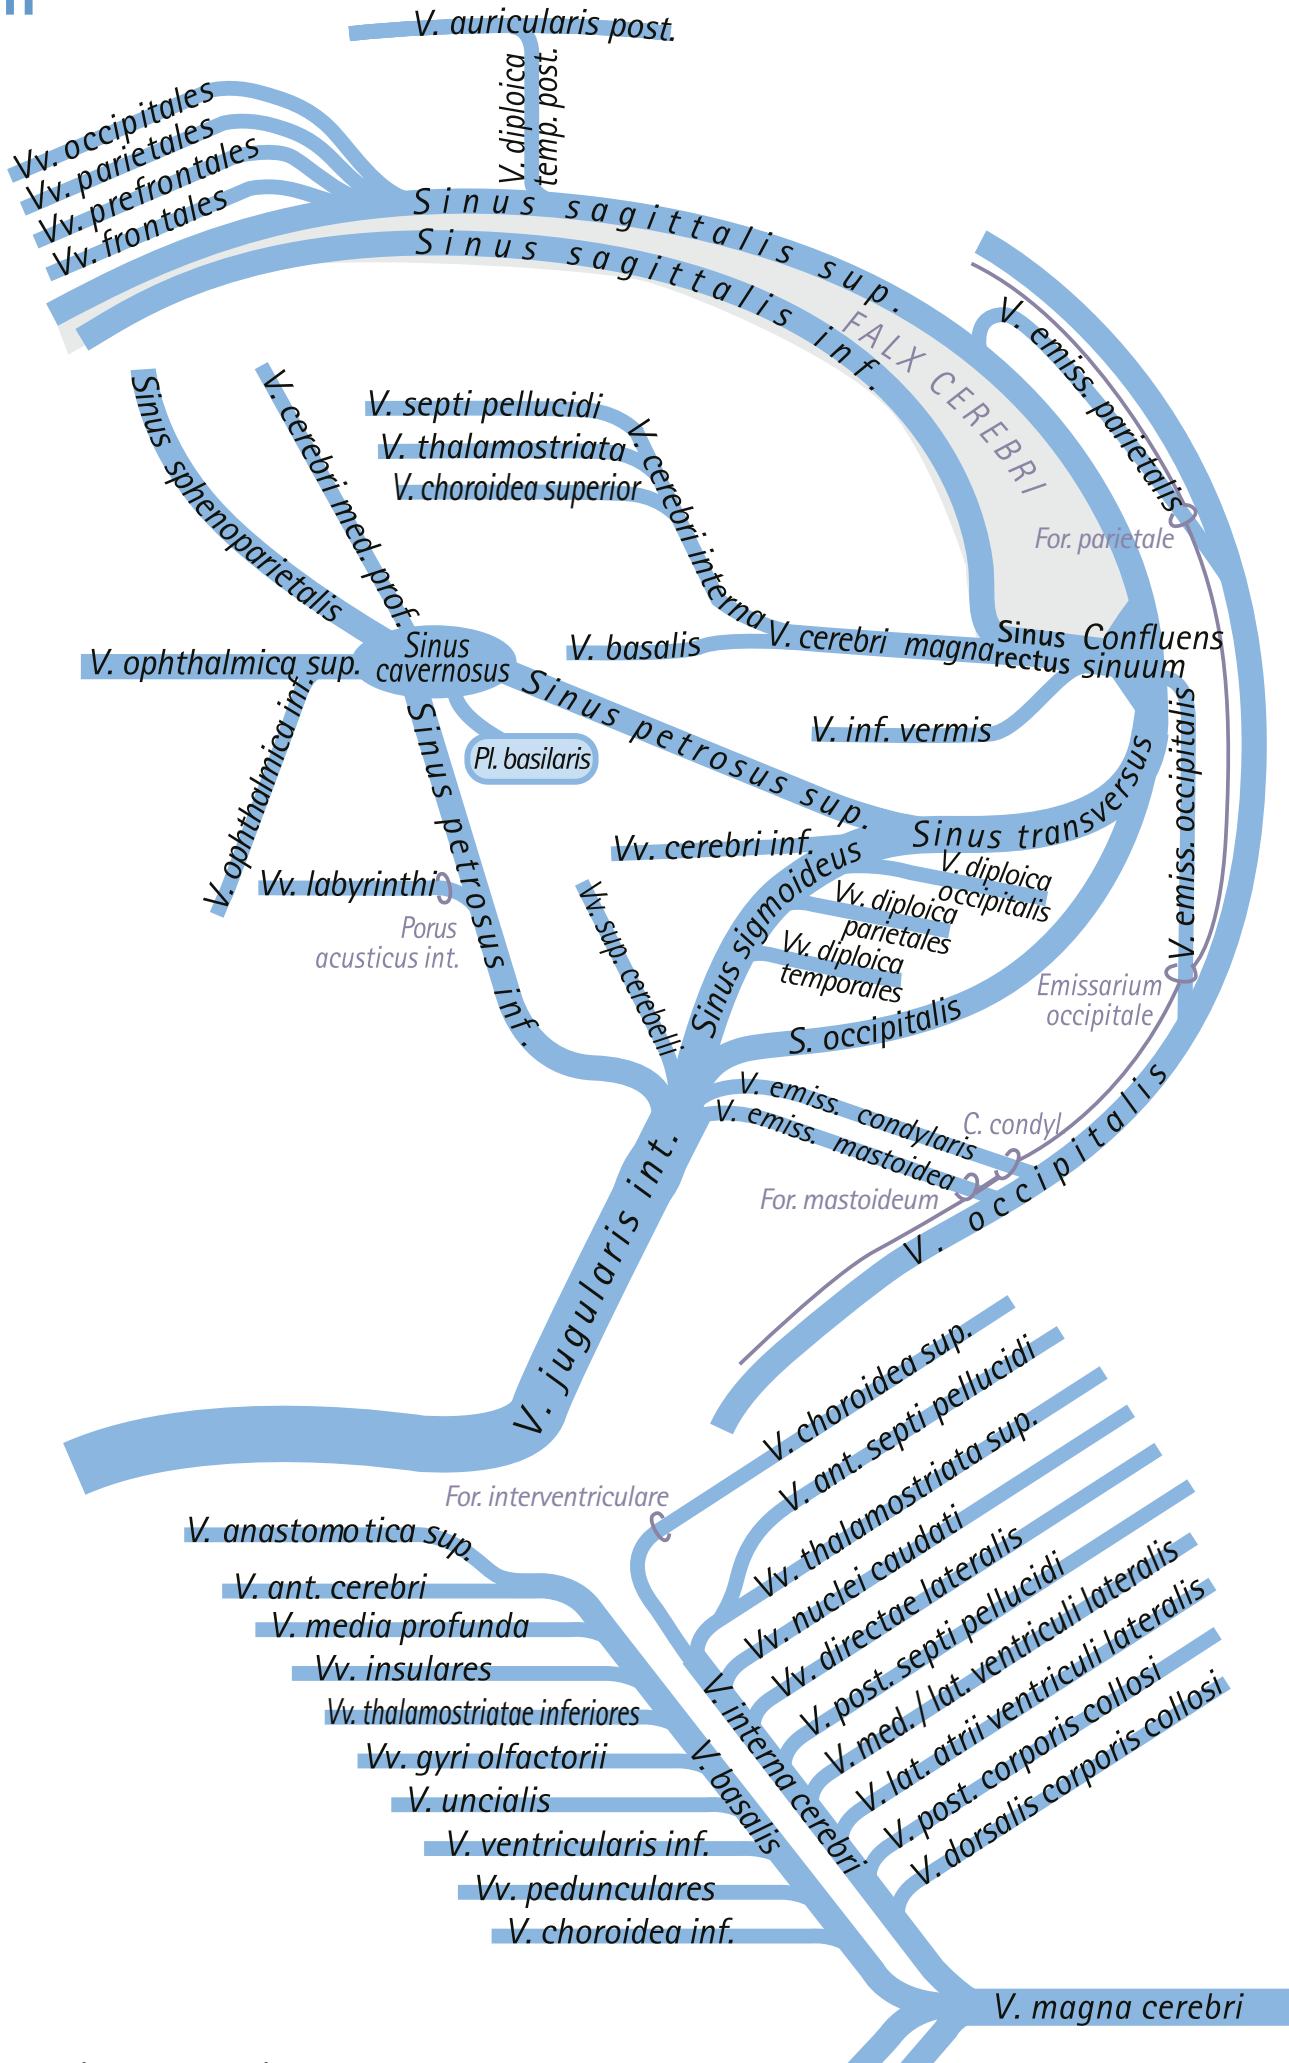 V. auricularis post.
V. diploica
temp. post.
Vv. occipitales
Vv. parietales
Vv. prefrontales
Vv. frontales
Sinus sagittalis sup.
Sinus sagittalis inf.
FALX CEREBRI
V. emiss. parietalis
For. parietale
Sinus sphenoparietalis
V. cerebri med. prof.
V. septi pellucidi
V. thalamostriata
V. choroidea superior
V. cerebri interna
V. ophthalmica sup.
Sinus
cavernosus
V. basalis
V. cerebri magna
Sinus
rectus
Confluens
sinuum
V. ophthalmica inf.
Sinus petrosus sup.
Pl. basilaris
V. inf. vermis
Sinus petrosus inf.
Vv. cerebri inf.
Sinus transversus
V. emiss. occipitalis
Vv. labyrinthi
Porus
acusticus int.
Vv. sup. cerebelli
Sinus sigmoideus
V. diploica
occipitalis
Vv. diploica
parietales
Vv. diploica
temporales
Emissarium
occipitale
S. occipitalis
V. emiss. condylaris
V. emiss. mastoidea
C. condyl
For. mastoideum
V. occipitalis
V. jugularis int.
For. interventriculare
V. choroidea sup.
V. ant. septi pellucidi
Vv. thalamostriata sup.
Vv. nuclei caudati
Vv. directae lateralis
V. post. septi pellucidi
V. med. / lat. ventriculi lateralis
V. lat. atrii ventriculi lateralis
V. post. corporis collosi
V. dorsalis corporis collosi
V. interna cerebri
V. anastomotica sup.
V. ant. cerebri
V. media profunda
Vv. insulares
Vv. thalamostriatae inferiores
Vv. gyri olfactorii
V. uncialis
V. ventricularis inf.
Vv. pedunculares
V. choroidea inf.
V. basalis
V. magna cerebri